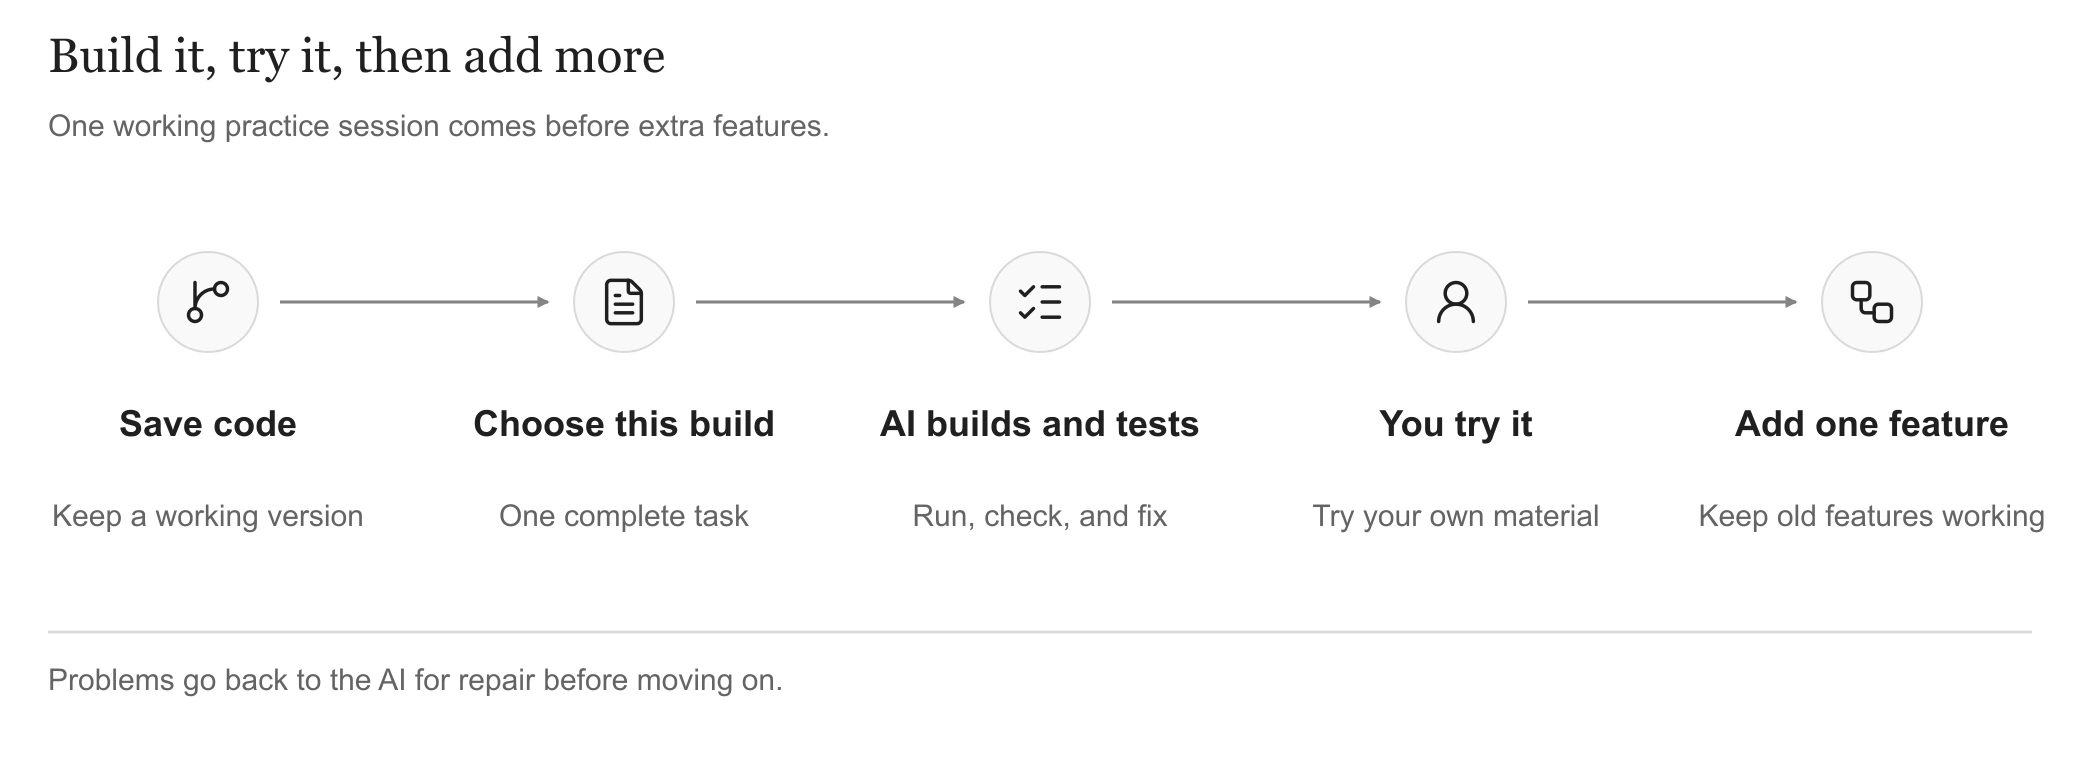 Build it, try it, then add more
One working practice session comes before extra features.
Save code
Keep a working version
Choose this build
One complete task
AI builds and tests
Run, check, and fix
You try it
Try your own material
Add one feature
Keep old features working
Problems go back to the AI for repair before moving on.